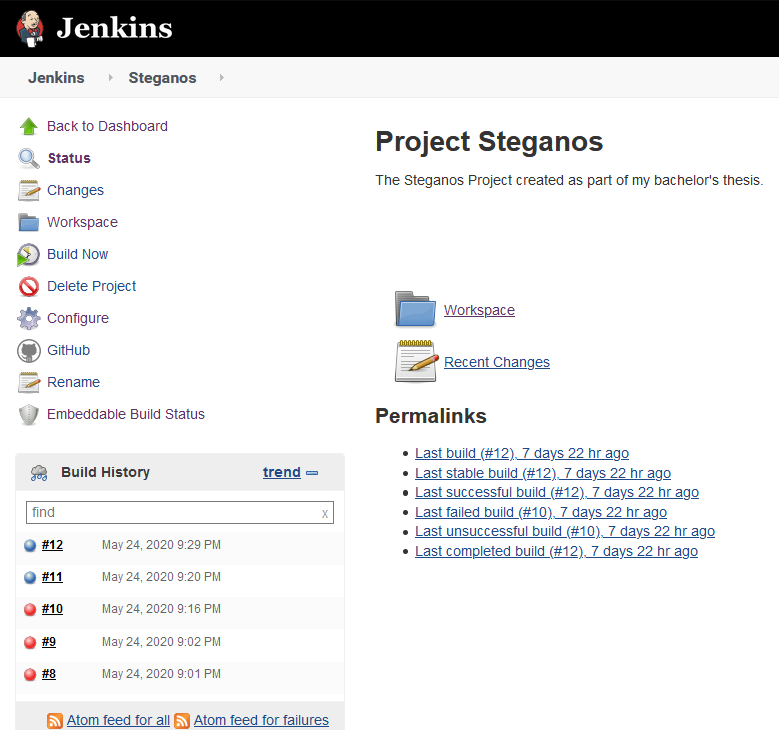 Jenkins
Jenkins Steganos
Back to Dashboard
Status
Changes
Workspace
Build Now
Delete Project
Configure
GitHub
Rename
Embeddable Build Status
Build History trend
find x
#12 May 24, 2020 9:29 PM
#11 May 24, 2020 9:20 PM
#10 May 24, 2020 9:16 PM
#9 May 24, 2020 9:02 PM
#8 May 24, 2020 9:01 PM
Atom feed for all Atom feed for failures
Project Steganos
The Steganos Project created as part of my bachelor's thesis.
Workspace
Recent Changes
Permalinks
Last build (#12), 7 days 22 hr ago
Last stable build (#12), 7 days 22 hr ago
Last successful build (#12), 7 days 22 hr ago
Last failed build (#10), 7 days 22 hr ago
Last unsuccessful build (#10), 7 days 22 hr ago
Last completed build (#12), 7 days 22 hr ago